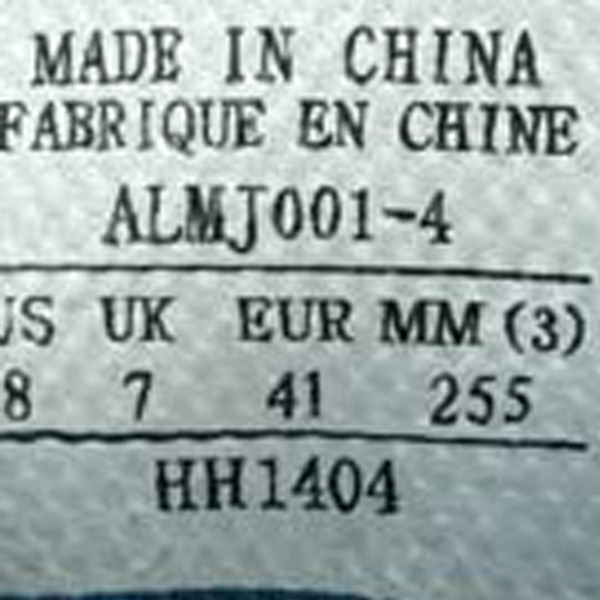 MADE IN CHINA
FABRIQUE EN CHINE
ALMJ001-4
US UK EUR MM (3)
8 7 41 255
HH1404